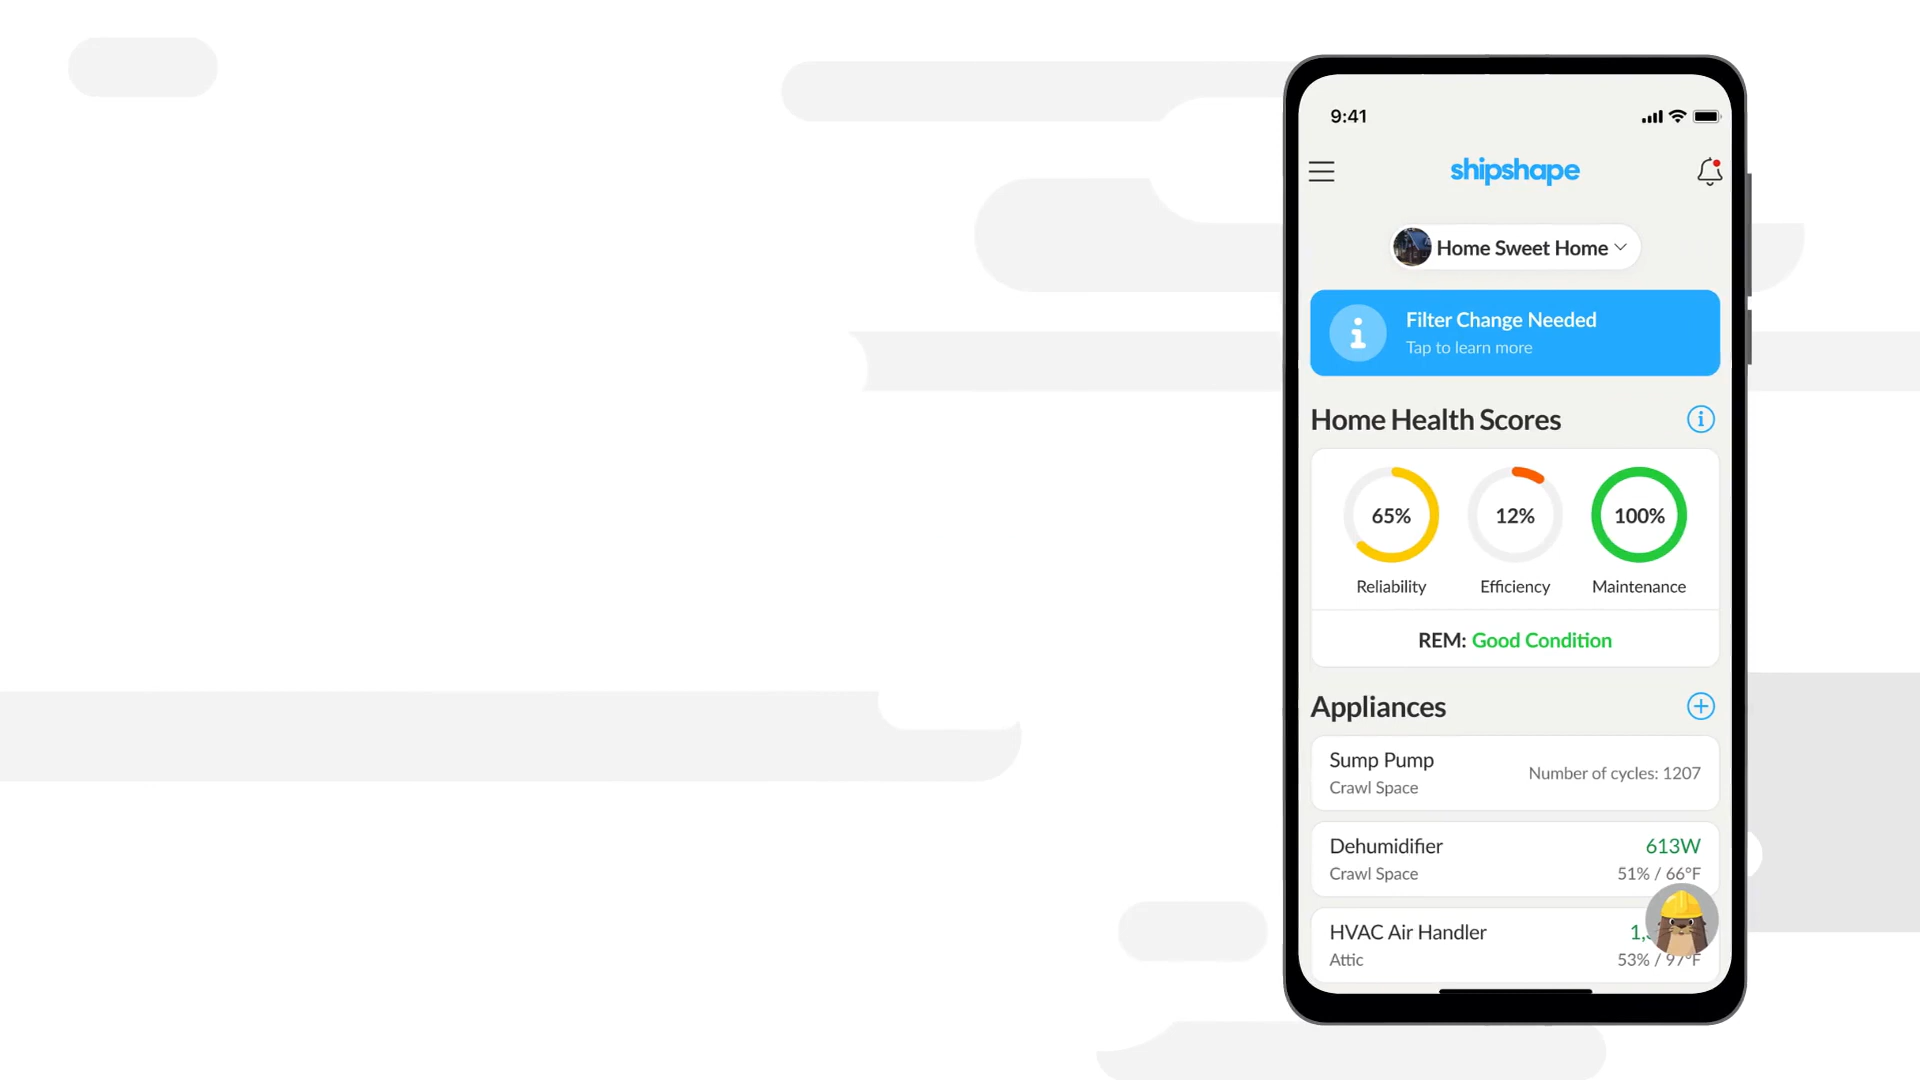 9:41
shipshape
Home Sweet Home
Filter Change Needed
Tap to learn more
Home Health Scores
65%
12%
100%
Reliability
Efficiency
Maintenance
REM: Good Condition
Appliances
Sump Pump
Number of cycles: 1207
Crawl Space
Dehumidifier
613W
Crawl Space
51% / 66°F
HVAC Air Handler
Attic
53% / 97°F